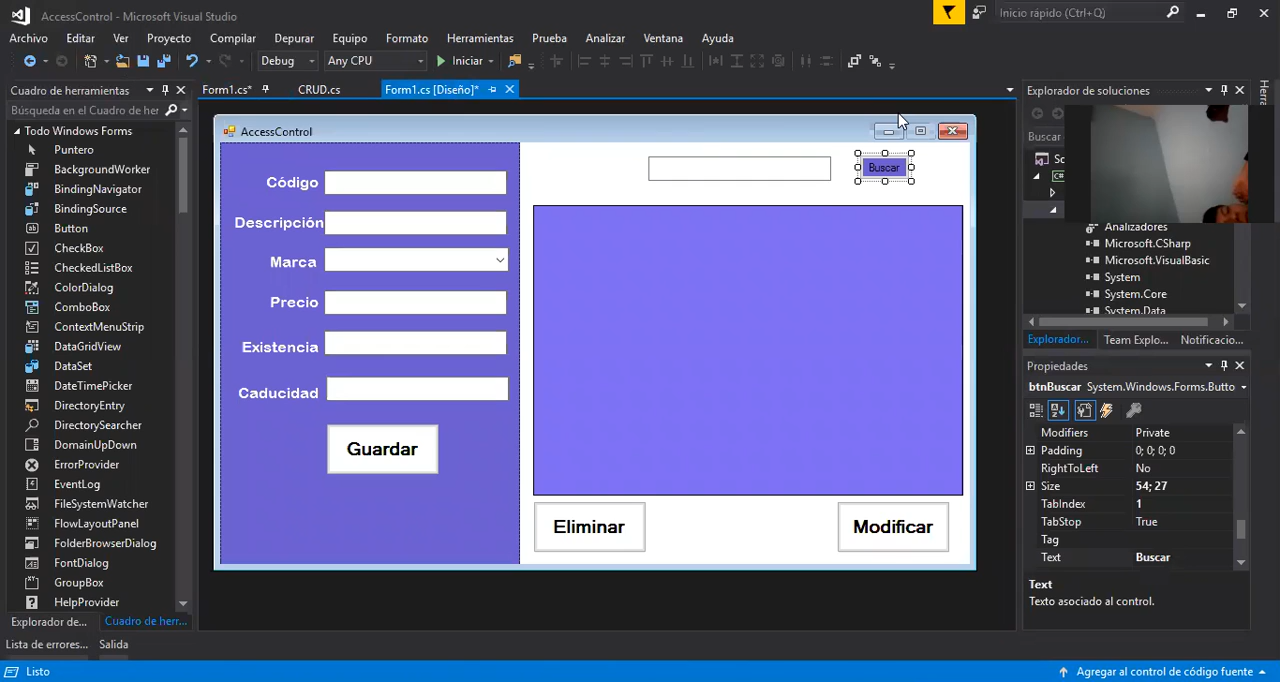 AccessControl - Microsoft Visual Studio
Inicio rápido (Ctrl+Q)
Archivo Editar Ver Proyecto Compilar Depurar Equipo Formato Herramientas Prueba Analizar Ventana Ayuda
Debug Any CPU Iniciar
Cuadro de herramientas
Form1.cs* CRUD.cs Form1.cs [Diseño]*
Explorador de soluciones
Búsqueda en el Cuadro de her
Todo Windows Forms
Puntero
BackgroundWorker
BindingNavigator
BindingSource
Button
CheckBox
CheckedListBox
ColorDialog
ComboBox
ContextMenuStrip
DataGridView
DataSet
DateTimePicker
DirectoryEntry
DirectorySearcher
DomainUpDown
ErrorProvider
EventLog
FileSystemWatcher
FlowLayoutPanel
FolderBrowserDialog
FontDialog
GroupBox
HelpProvider
Explorador de... Cuadro de herr...
Lista de errores... Salida
AccessControl
Código
Descripción
Marca
Precio
Existencia
Caducidad
Guardar
Buscar
Eliminar
Modificar
Buscar
So
C#
Analizadores
Microsoft.CSharp
Microsoft.VisualBasic
System
System.Core
System.Data
Explorador... Team Explo... Notificacio...
Herra
Propiedades
btnBuscar System.Windows.Forms.Butto
Modifiers Private
Padding 0; 0; 0; 0
RightToLeft No
Size 54; 27
TabIndex 1
TabStop True
Tag
Text Buscar
Text
Texto asociado al control.
Listo
Agregar al control de código fuente